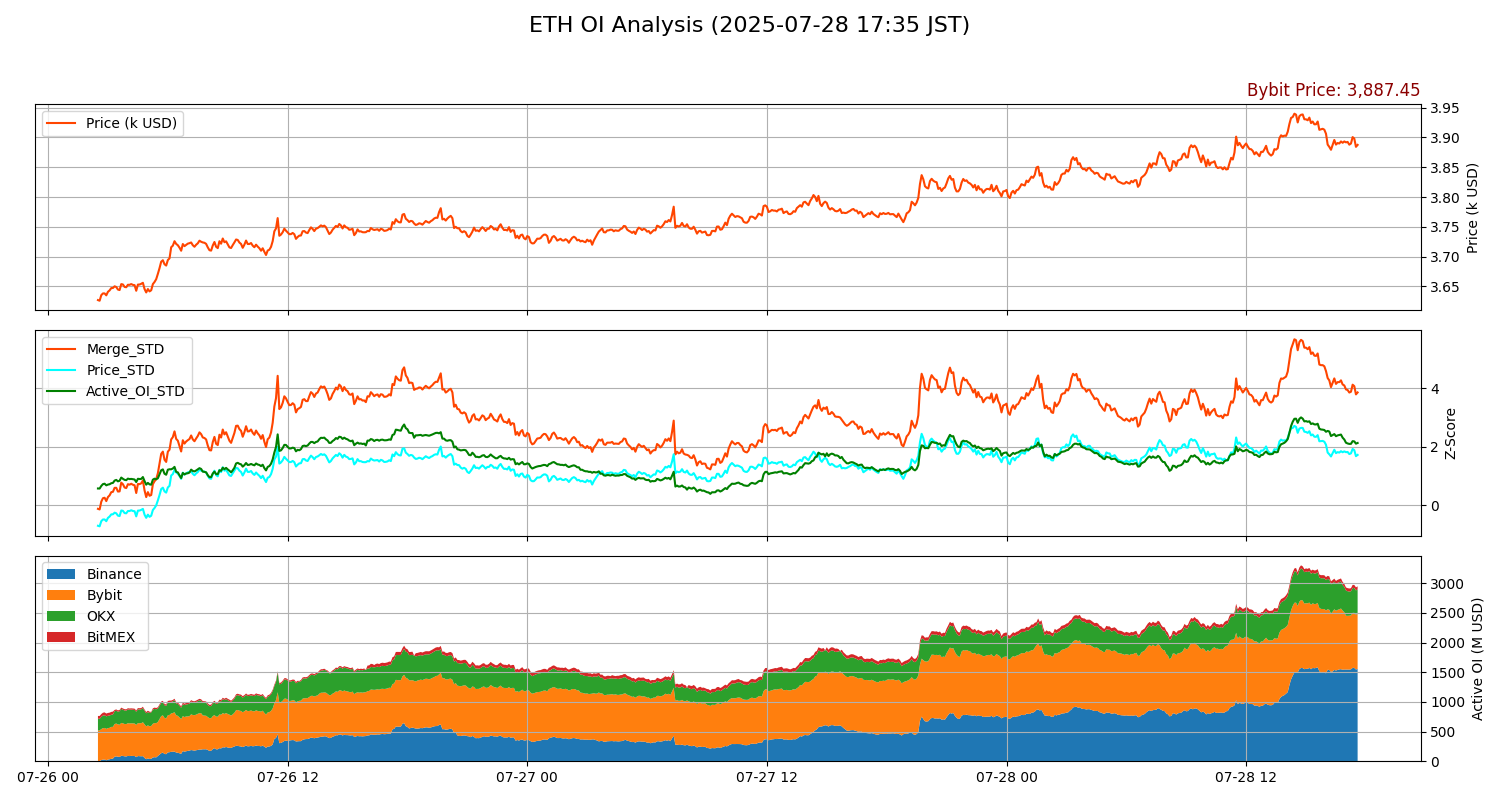 ETH OI Analysis (2025-07-28 17:35 JST)
Bybit Price: 3,887.45
Price (k USD)
3.95
3.90
3.85
3.80
3.75
3.70
3.65
Price (k USD)
Merge_STD
Price_STD
Active_OI_STD
4
2
0
Z-Score
Binance
Bybit
OKX
BitMEX
3000
2500
2000
1500
1000
500
0
Active OI (M USD)
07-26 00
07-26 12
07-27 00
07-27 12
07-28 00
07-28 12